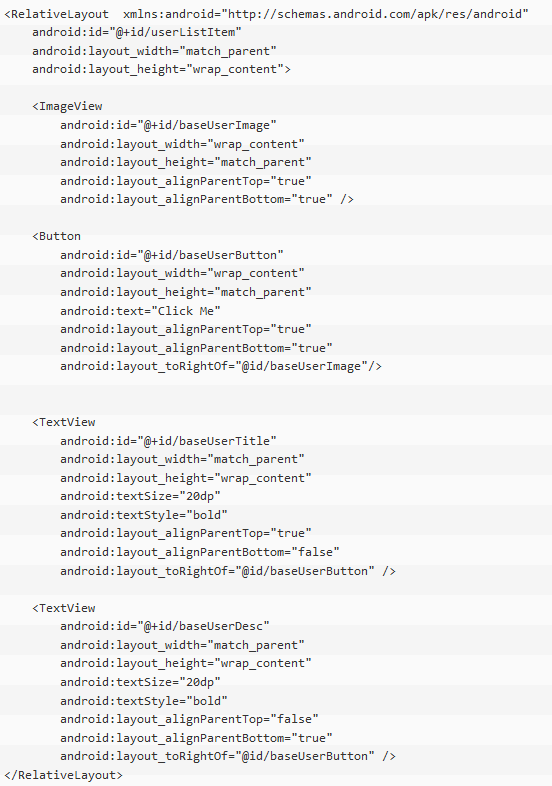 <RelativeLayout  xmlns:android="http://schemas.android.com/apk/res/android"
    android:id="@+id/userListItem"
    android:layout_width="match_parent"
    android:layout_height="wrap_content">

    <ImageView
        android:id="@+id/baseUserImage"
        android:layout_width="wrap_content"
        android:layout_height="match_parent"
        android:layout_alignParentTop="true"
        android:layout_alignParentBottom="true" />

    <Button
        android:id="@+id/baseUserButton"
        android:layout_width="wrap_content"
        android:layout_height="match_parent"
        android:text="Click Me"
        android:layout_alignParentTop="true"
        android:layout_alignParentBottom="true"
        android:layout_toRightOf="@id/baseUserImage"/>


    <TextView
        android:id="@+id/baseUserTitle"
        android:layout_width="match_parent"
        android:layout_height="wrap_content"
        android:textSize="20dp"
        android:textStyle="bold"
        android:layout_alignParentTop="true"
        android:layout_alignParentBottom="false"
        android:layout_toRightOf="@id/baseUserButton" />

    <TextView
        android:id="@+id/baseUserDesc"
        android:layout_width="match_parent"
        android:layout_height="wrap_content"
        android:textSize="20dp"
        android:textStyle="bold"
        android:layout_alignParentTop="false"
        android:layout_alignParentBottom="true"
        android:layout_toRightOf="@id/baseUserButton" />
</RelativeLayout>